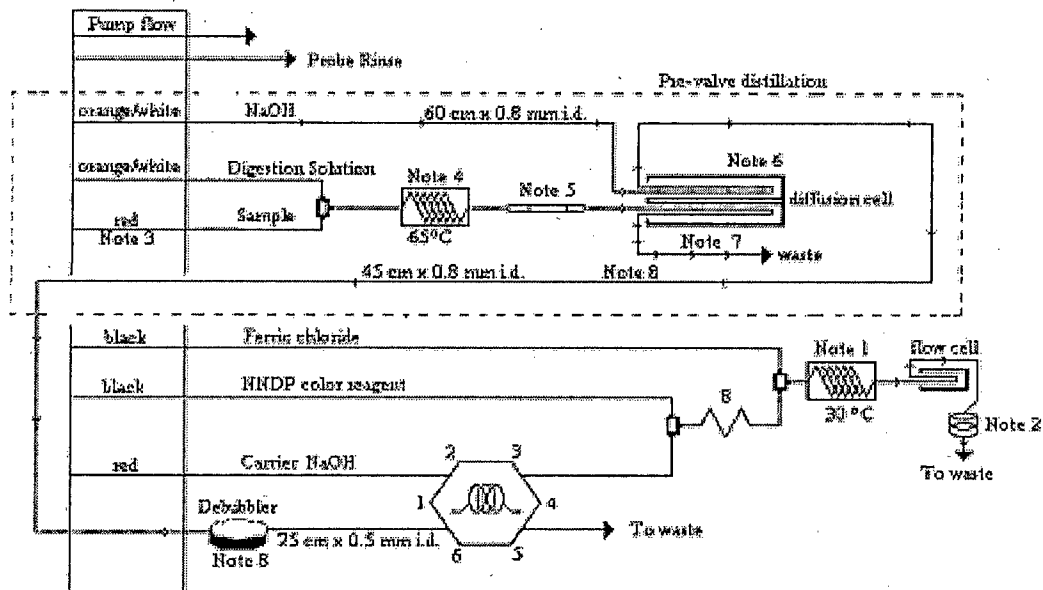 Pump flow
Probe Rinse
Pre-valve distillation
orange/white NaOH 60 cm x 0.8 mm i.d.
orange/white Digestion Solution Note 4 Note 5 Note 6
diffusion cell
red Sample
Note 3 65°C Note 7 waste
45 cm x 0.8 mm i.d. Note 8
black Ferric chloride Note 1 flow cell
black NNDP color reagent 8 30 °C Note 2
To waste
red Carrier NaOH 2 3
1 4
Debubbler
25 cm x 0.5 mm i.d. To waste
Note 8 6 5